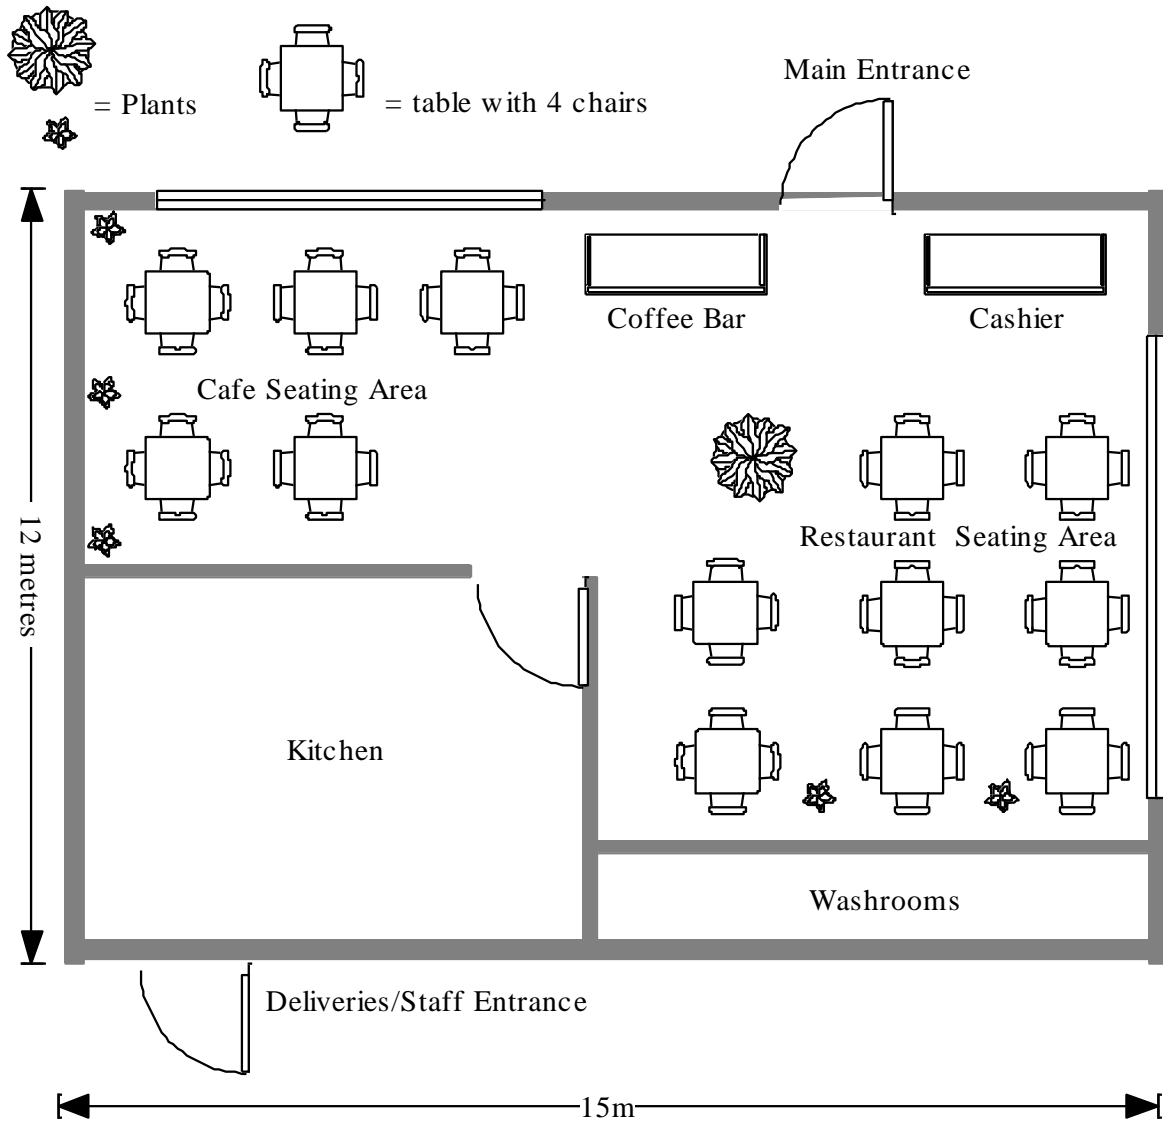 Main Entrance
= Plants
= table with 4 chairs
Coffee Bar
Cashier
Cafe Seating Area
Restaurant Seating Area
12 metres
Kitchen
Washrooms
Deliveries/Staff Entrance
15m